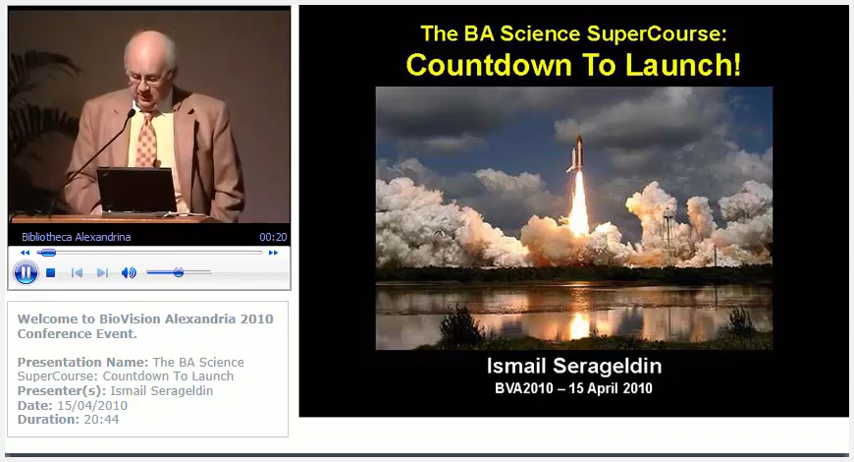 Bibliotheca Alexandrina
00:20
Welcome to BioVision Alexandria 2010
Conference Event.
Presentation Name: The BA Science
SuperCourse: Countdown To Launch
Presenter(s): Ismail Serageldin
Date: 15/04/2010
Duration: 20:44
The BA Science SuperCourse:
Countdown To Launch!
Ismail Serageldin
BVA2010 – 15 April 2010